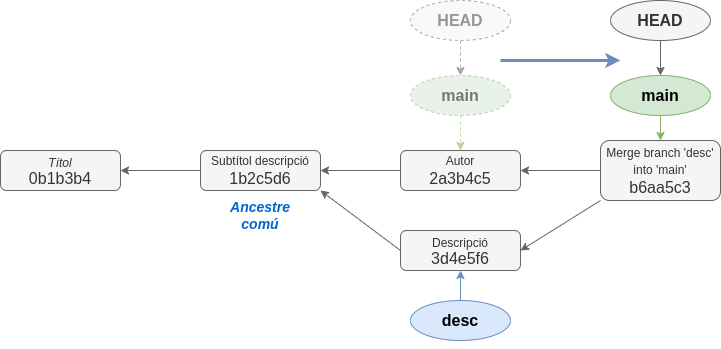 HEAD
HEAD
main
main
Títol
0b1b3b4
Subtítol descripció
1b2c5d6
Autor
2a3b4c5
Merge branch 'desc'
into 'main'
b6aa5c3
Ancestre
comú
Descripció
3d4e5f6
desc